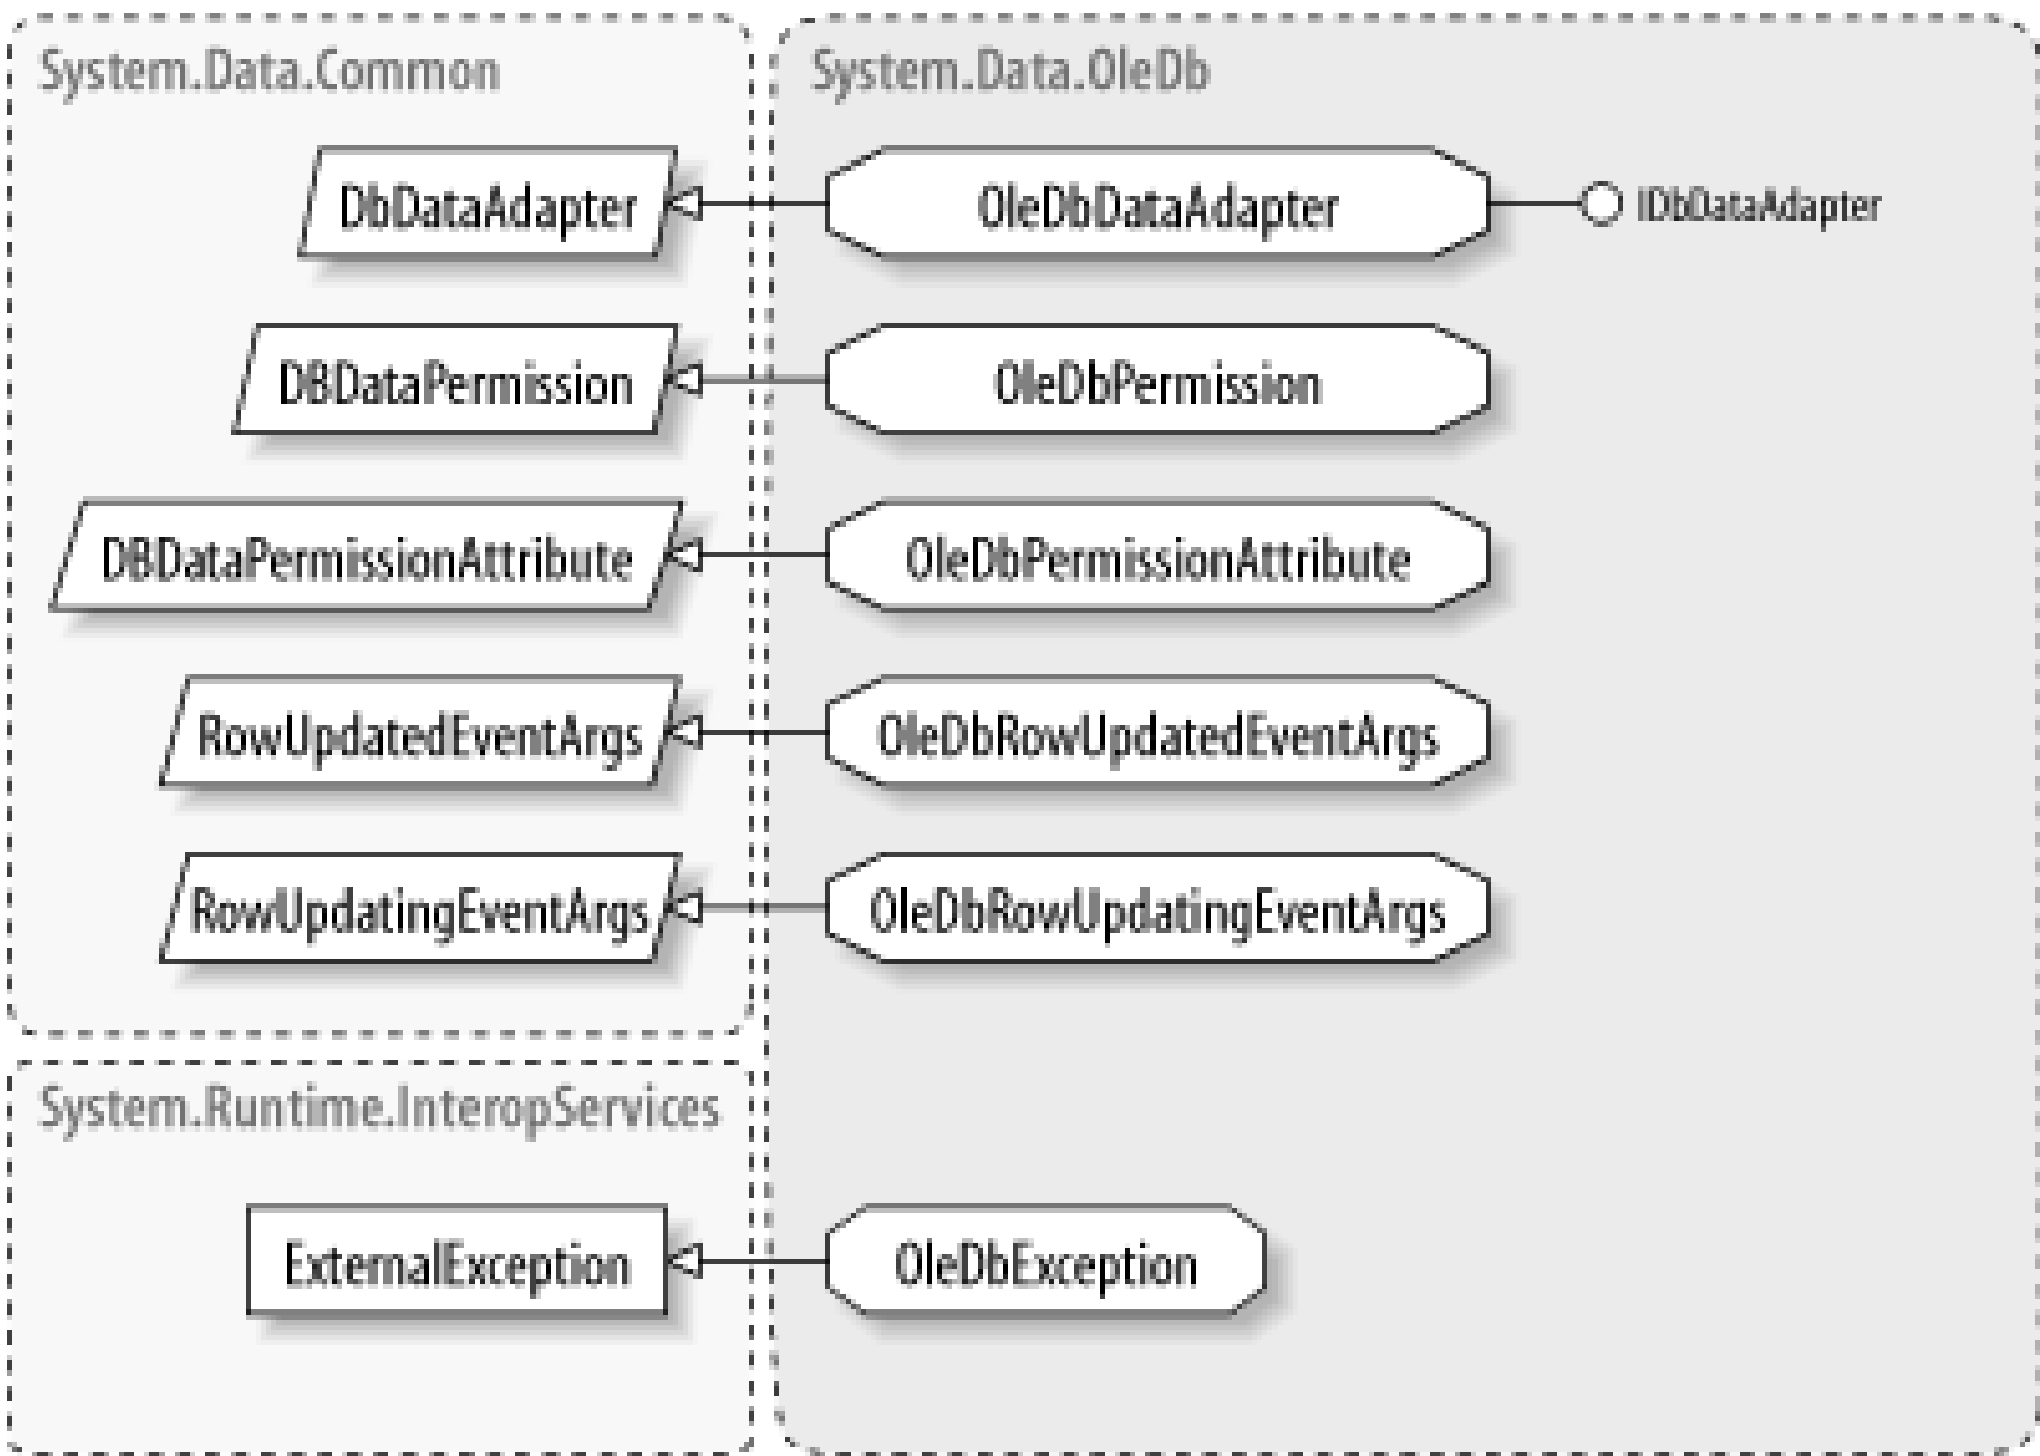 System.Data.Common
System.Data.OleDb
DbDataAdapter
OleDbDataAdapter
IDbDataAdapter
DBDataPermission
OleDbPermission
DBDataPermissionAttribute
OleDbPermissionAttribute
RowUpdatedEventArgs
OleDbRowUpdatedEventArgs
RowUpdatingEventArgs
OleDbRowUpdatingEventArgs
System.Runtime.InteropServices
ExternalException
OleDbException